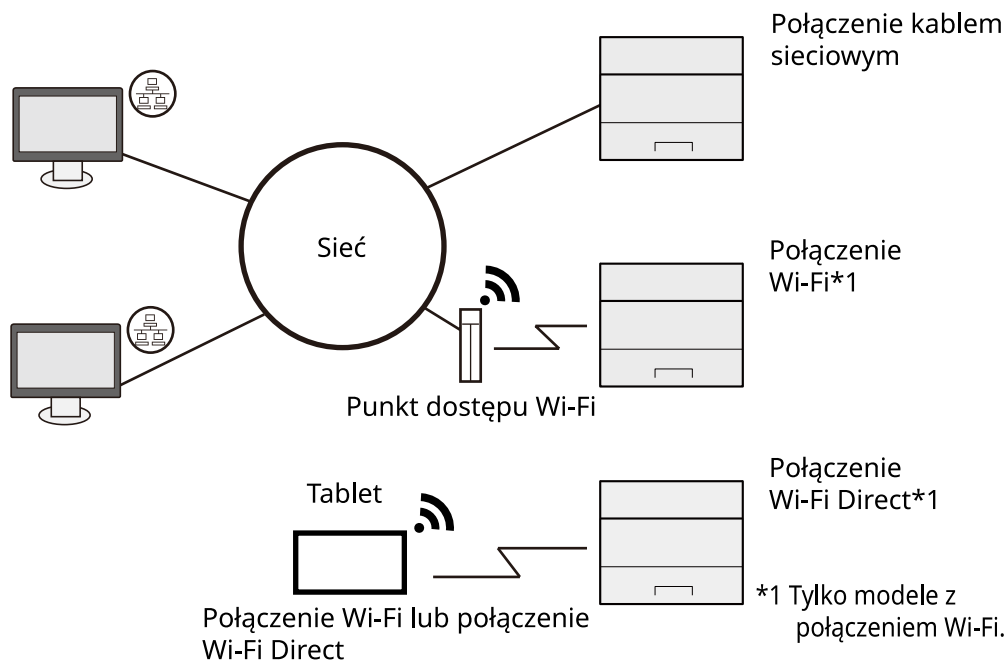 Połączenie kablem
sieciowym
Sieć
Połączenie
Wi-Fi*1
Punkt dostępu Wi-Fi
Połączenie
Wi-Fi Direct*1
Tablet
*1 Tylko modele z
połączeniem Wi-Fi.
Połączenie Wi-Fi lub połączenie
Wi-Fi Direct